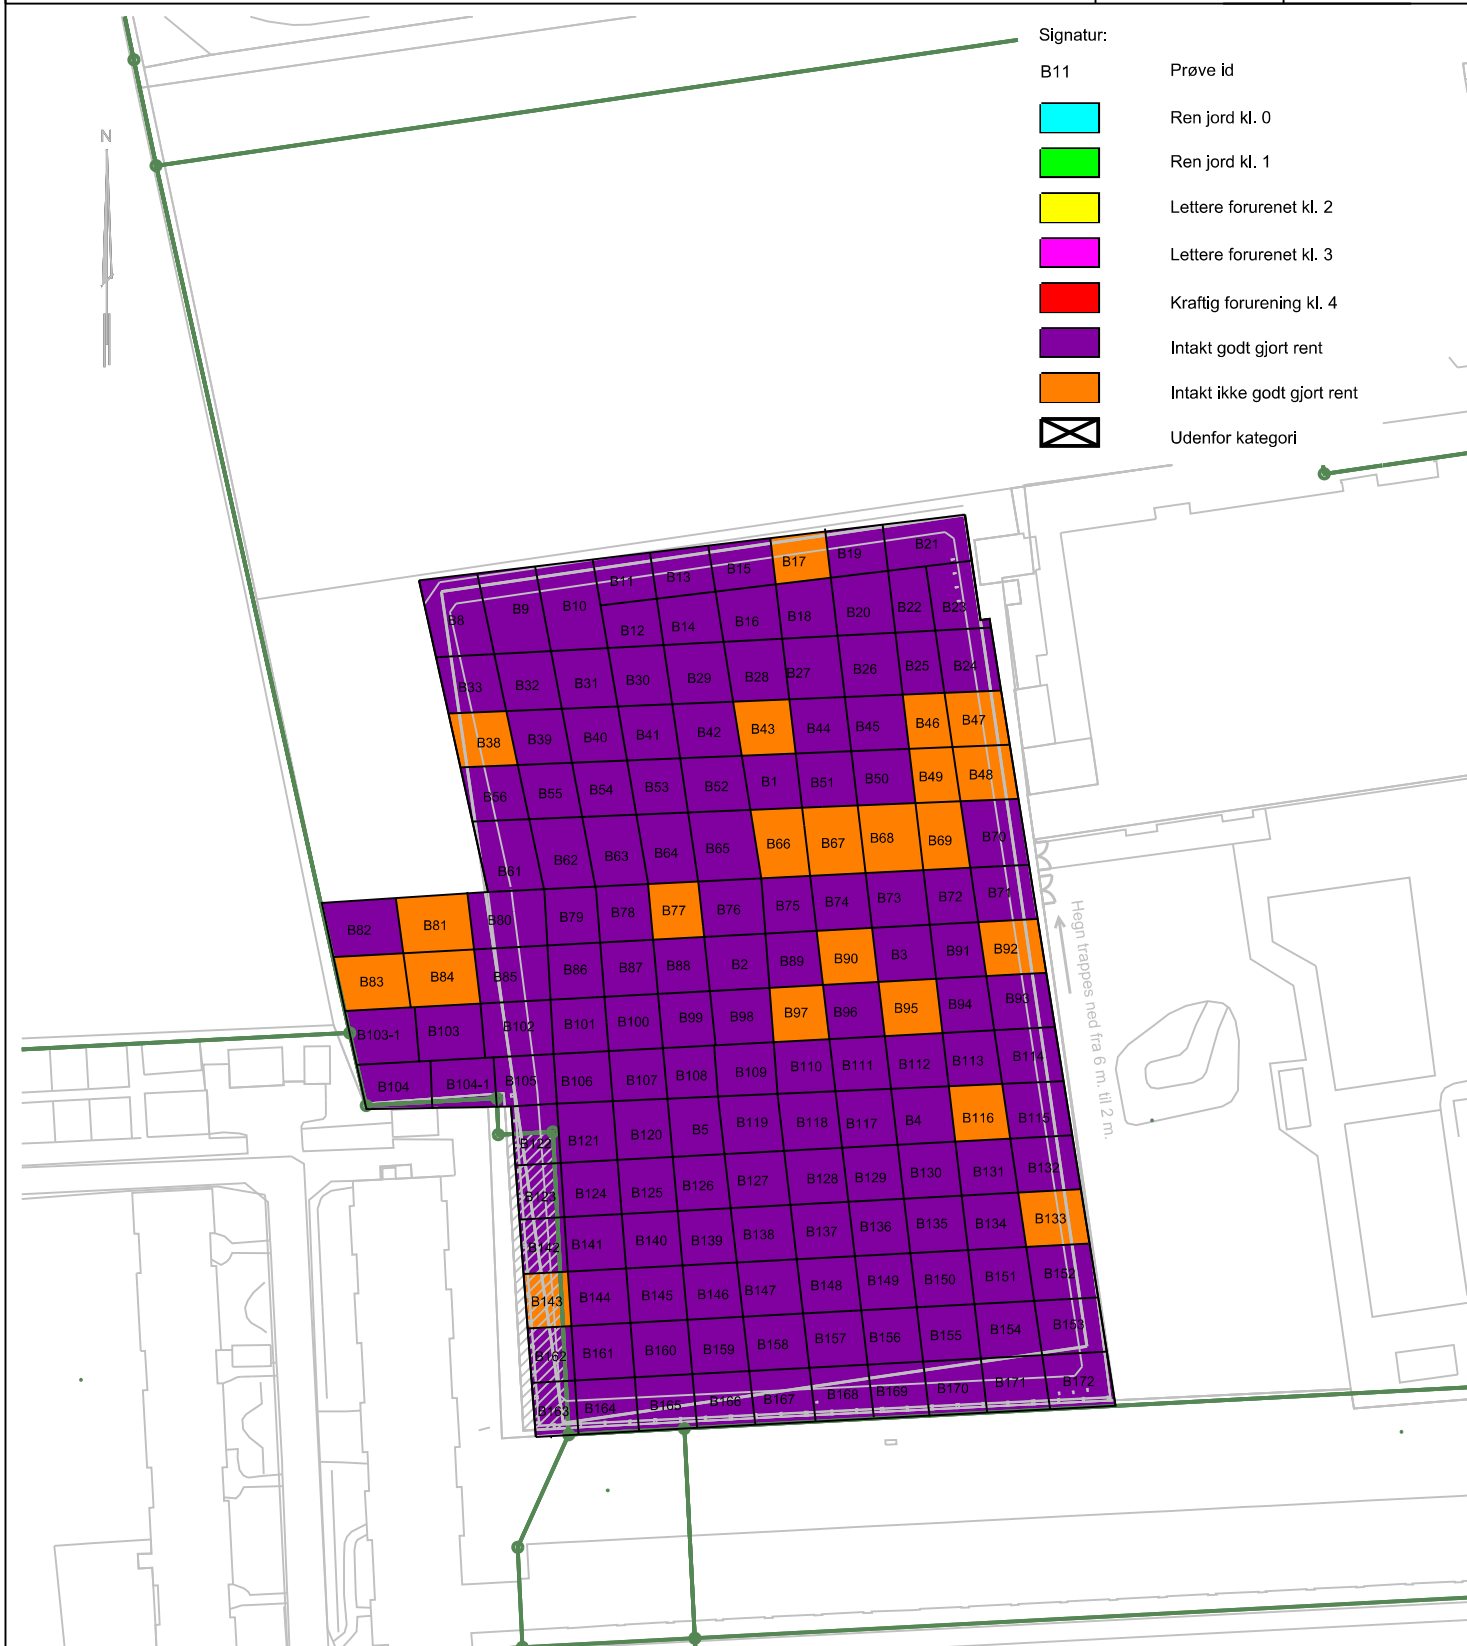 Signatur:
B11 Prøve id
Ren jord kl. 0
Ren jord kl. 1
Lettere forurenet kl. 2
Lettere forurenet kl. 3
Kraftig forurening kl. 4
Intakt godt gjort rent
Intakt ikke godt gjort rent
Udenfor kategori
N
B11 B13 B15 B17 B19 B21
B8 B9 B10 B12 B14 B16 B18 B20 B22 B23
B33 B32 B31 B30 B29 B28 B27 B26 B25 B24
B38 B39 B40 B41 B42 B43 B44 B45 B46 B47
B56 B55 B54 B53 B52 B1 B51 B50 B49 B48
B61 B62 B63 B64 B65 B66 B67 B68 B69 B70
B82 B81 B80 B79 B78 B77 B76 B75 B74 B73 B72 B71
B83 B84 B85 B86 B87 B88 B2 B89 B90 B3 B91 B92
B103-1 B103 B102 B101 B100 B99 B98 B97 B96 B95 B94 B93
B104 B104-1 B105 B106 B107 B108 B109 B110 B111 B112 B113 B114
B122 B121 B120 B5 B119 B118 B117 B4 B116 B115
B123 B124 B125 B126 B127 B128 B129 B130 B131 B132
B142 B141 B140 B139 B138 B137 B136 B135 B134 B133
B143 B144 B145 B146 B147 B148 B149 B150 B151 B152
B162 B161 B160 B159 B158 B157 B156 B155 B154 B153
B163 B164 B165 B166 B167 B168 B169 B170 B171 B172
Hegn trappes ned fra 6 m. til 2 m.